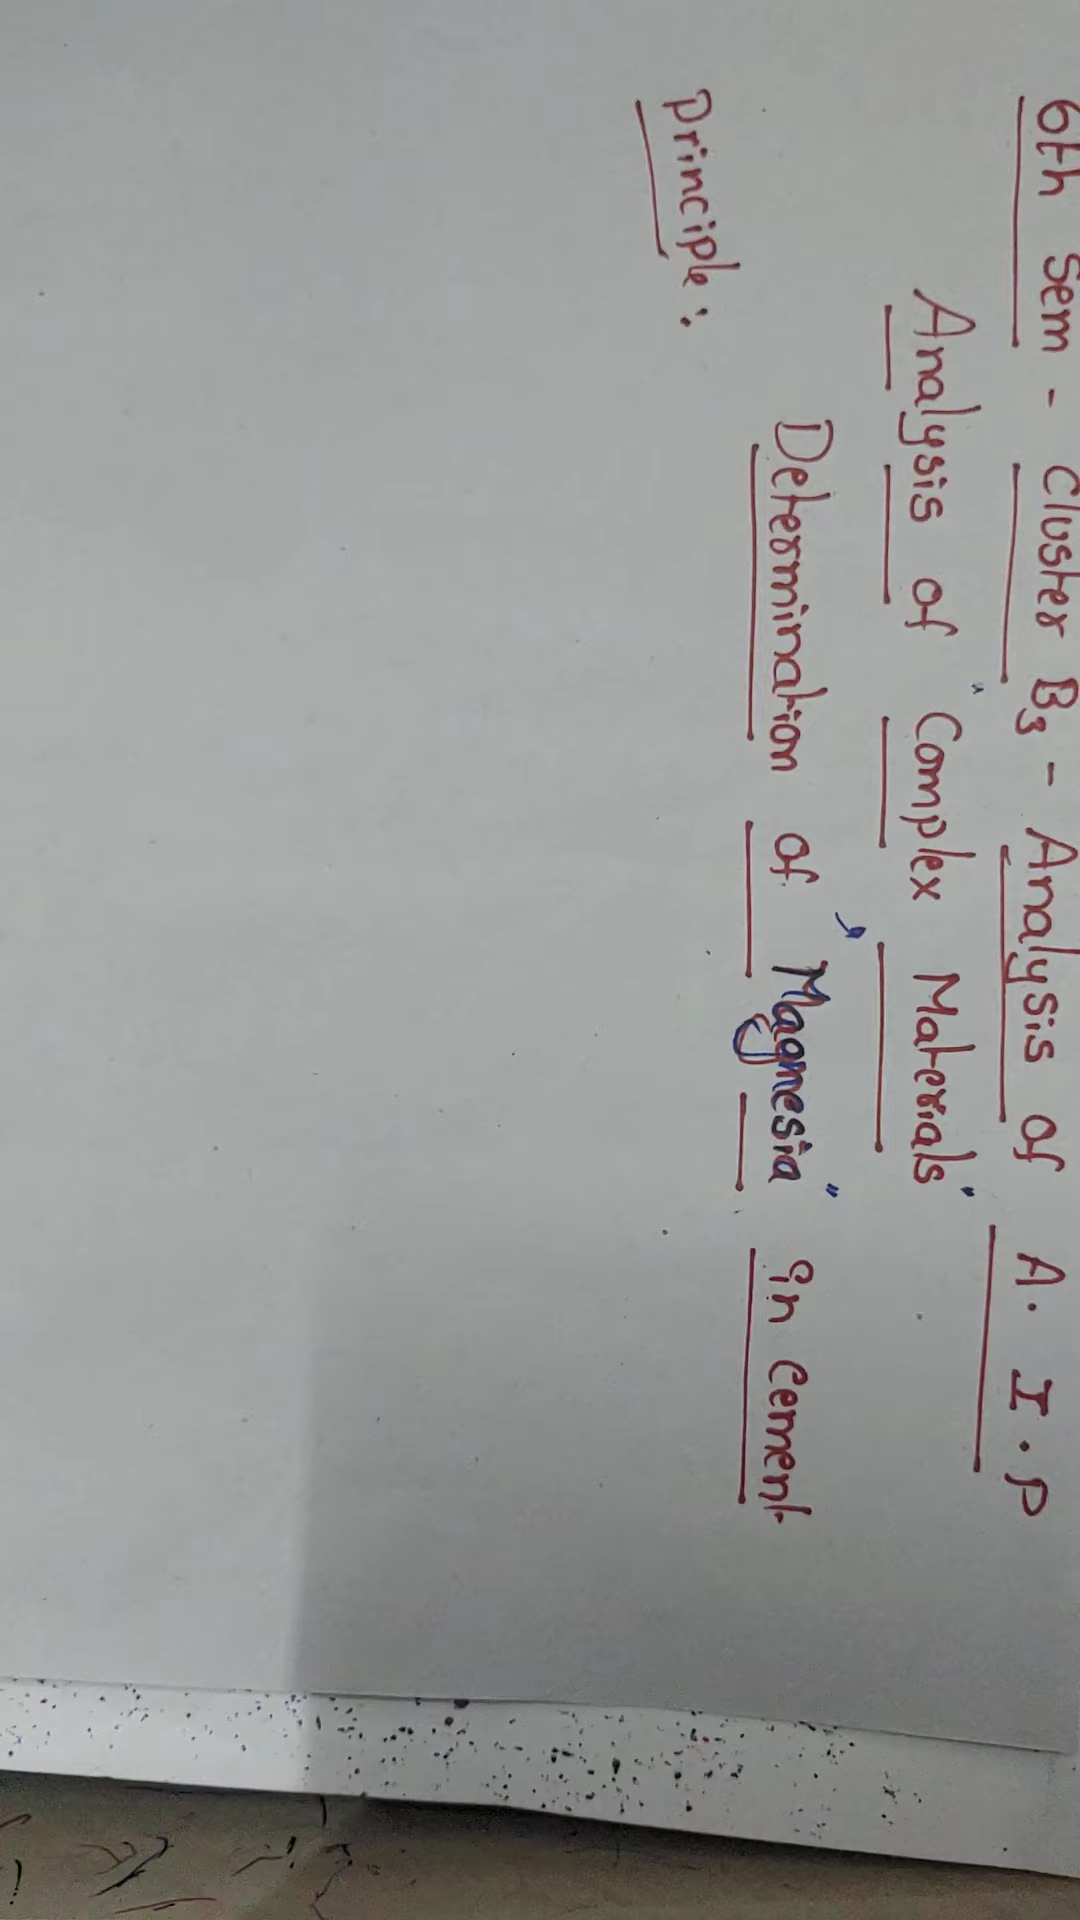 6th Sem - Cluster B3 - Analysis of A. I. P
Analysis of "Complex Materials"
Determination of "Magnesia" in Cement
Principle :